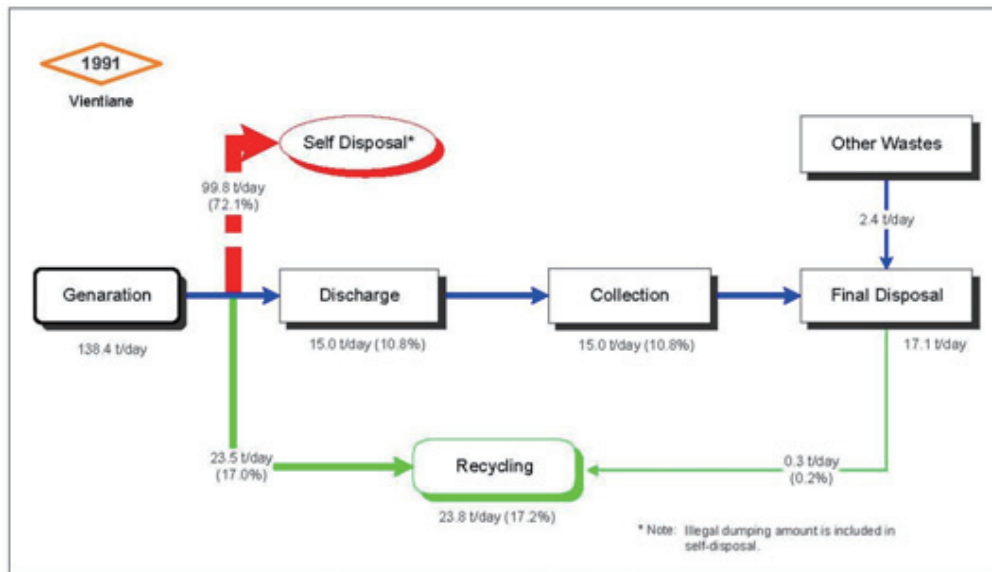 1991
Vientiane
Self Disposal*
Other Wastes
99.8 t/day
(72.1%)
2.4 t/day
Genaration
Discharge
Collection
Final Disposal
138.4 t/day
15.0 t/day (10.8%)
15.0 t/day (10.8%)
17.1 t/day
23.5 t/day
(17.0%)
Recycling
0.3 t/day
(0.2%)
23.8 t/day (17.2%)
* Note: Illegal dumping amount is included in
self-disposal.